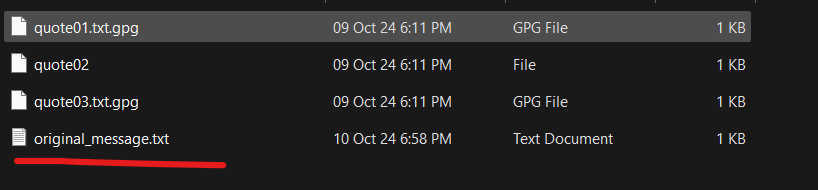 quote01.txt.gpg 09 Oct 24 6:11 PM GPG File 1 KB
quote02 09 Oct 24 6:11 PM File 1 KB
quote03.txt.gpg 09 Oct 24 6:11 PM GPG File 1 KB
original_message.txt 10 Oct 24 6:58 PM Text Document 1 KB